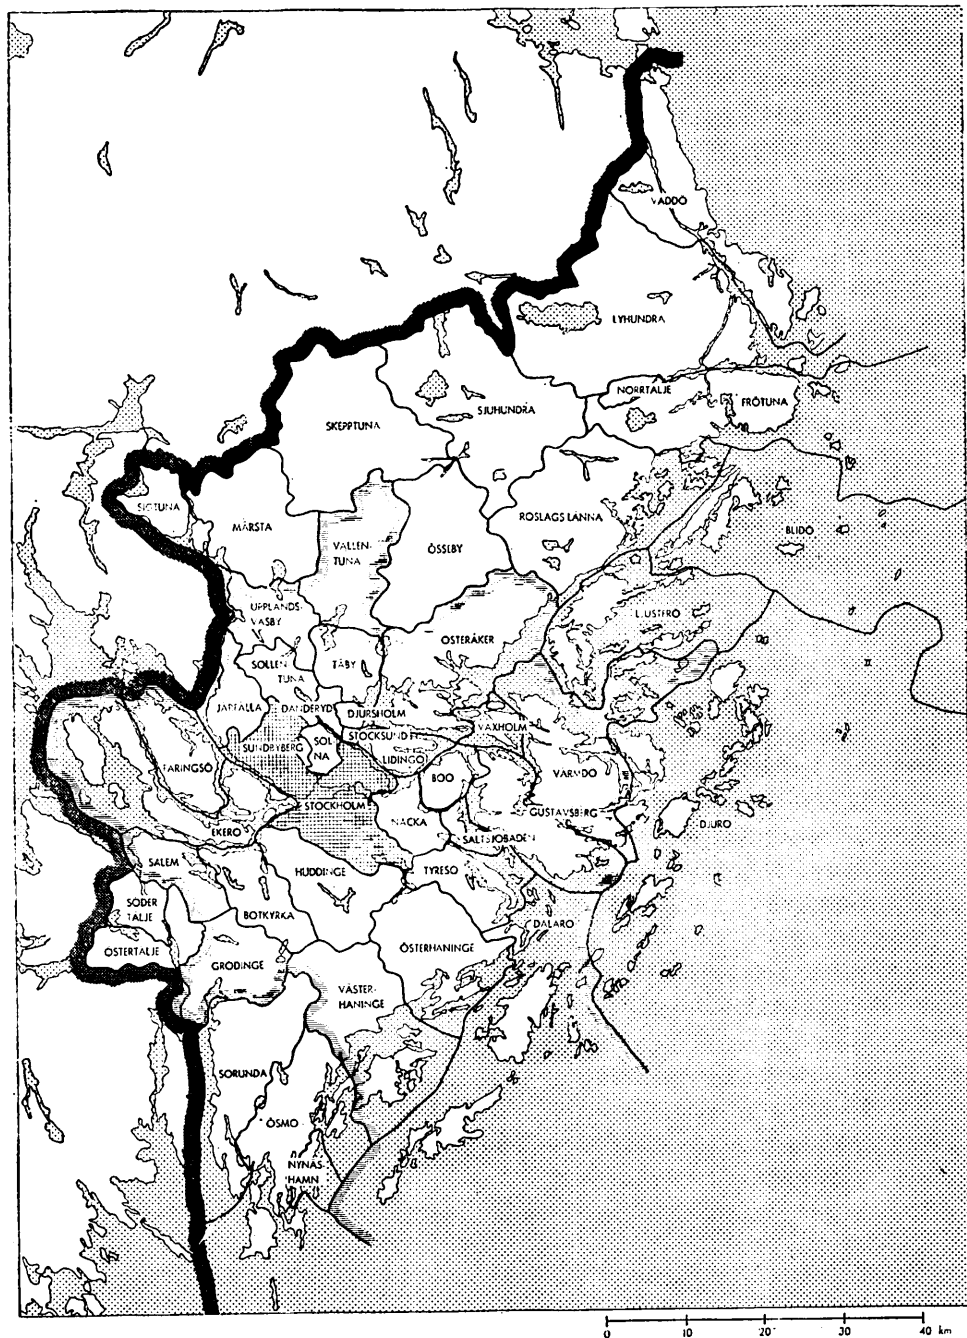 VÄDDÖ
LYHUNDRA
NORRTÄLJE
FRÖTUNA
SJUHUNDRA
SKEPPTUNA
SIGTUNA
MÄRSTA
ROSLAGS LÄNNA
BLIDÖ
VALLEN-
TUNA
ÖSSEBY
UPPLANDS-
VÄSBY
LJUSTERÖ
ÖSTERÅKER
SOLLEN
TUNA
TÄBY
JÄRFÄLLA
DANDERYD
DJURSHOLM
VAXHOLM
STOCKSUND
SUNDBYBERG
SOL
NA
LIDINGÖ
FÄRINGSÖ
BOO
VÄRMDÖ
STOCKHOLM
GUSTAVSBERG
NACKA
DJURÖ
EKERÖ
SALTSJÖBADEN
SALEM
HUDDINGE
TYRESÖ
SÖDER
TÄLJE
BOTKYRKA
DALARÖ
ÖSTERTÄLJE
ÖSTERHANINGE
GRÖDINGE
VÄSTER-
HANINGE
SORUNDA
ÖSMO
NYNÄS-
HAMN
0 10 20 30 40 km